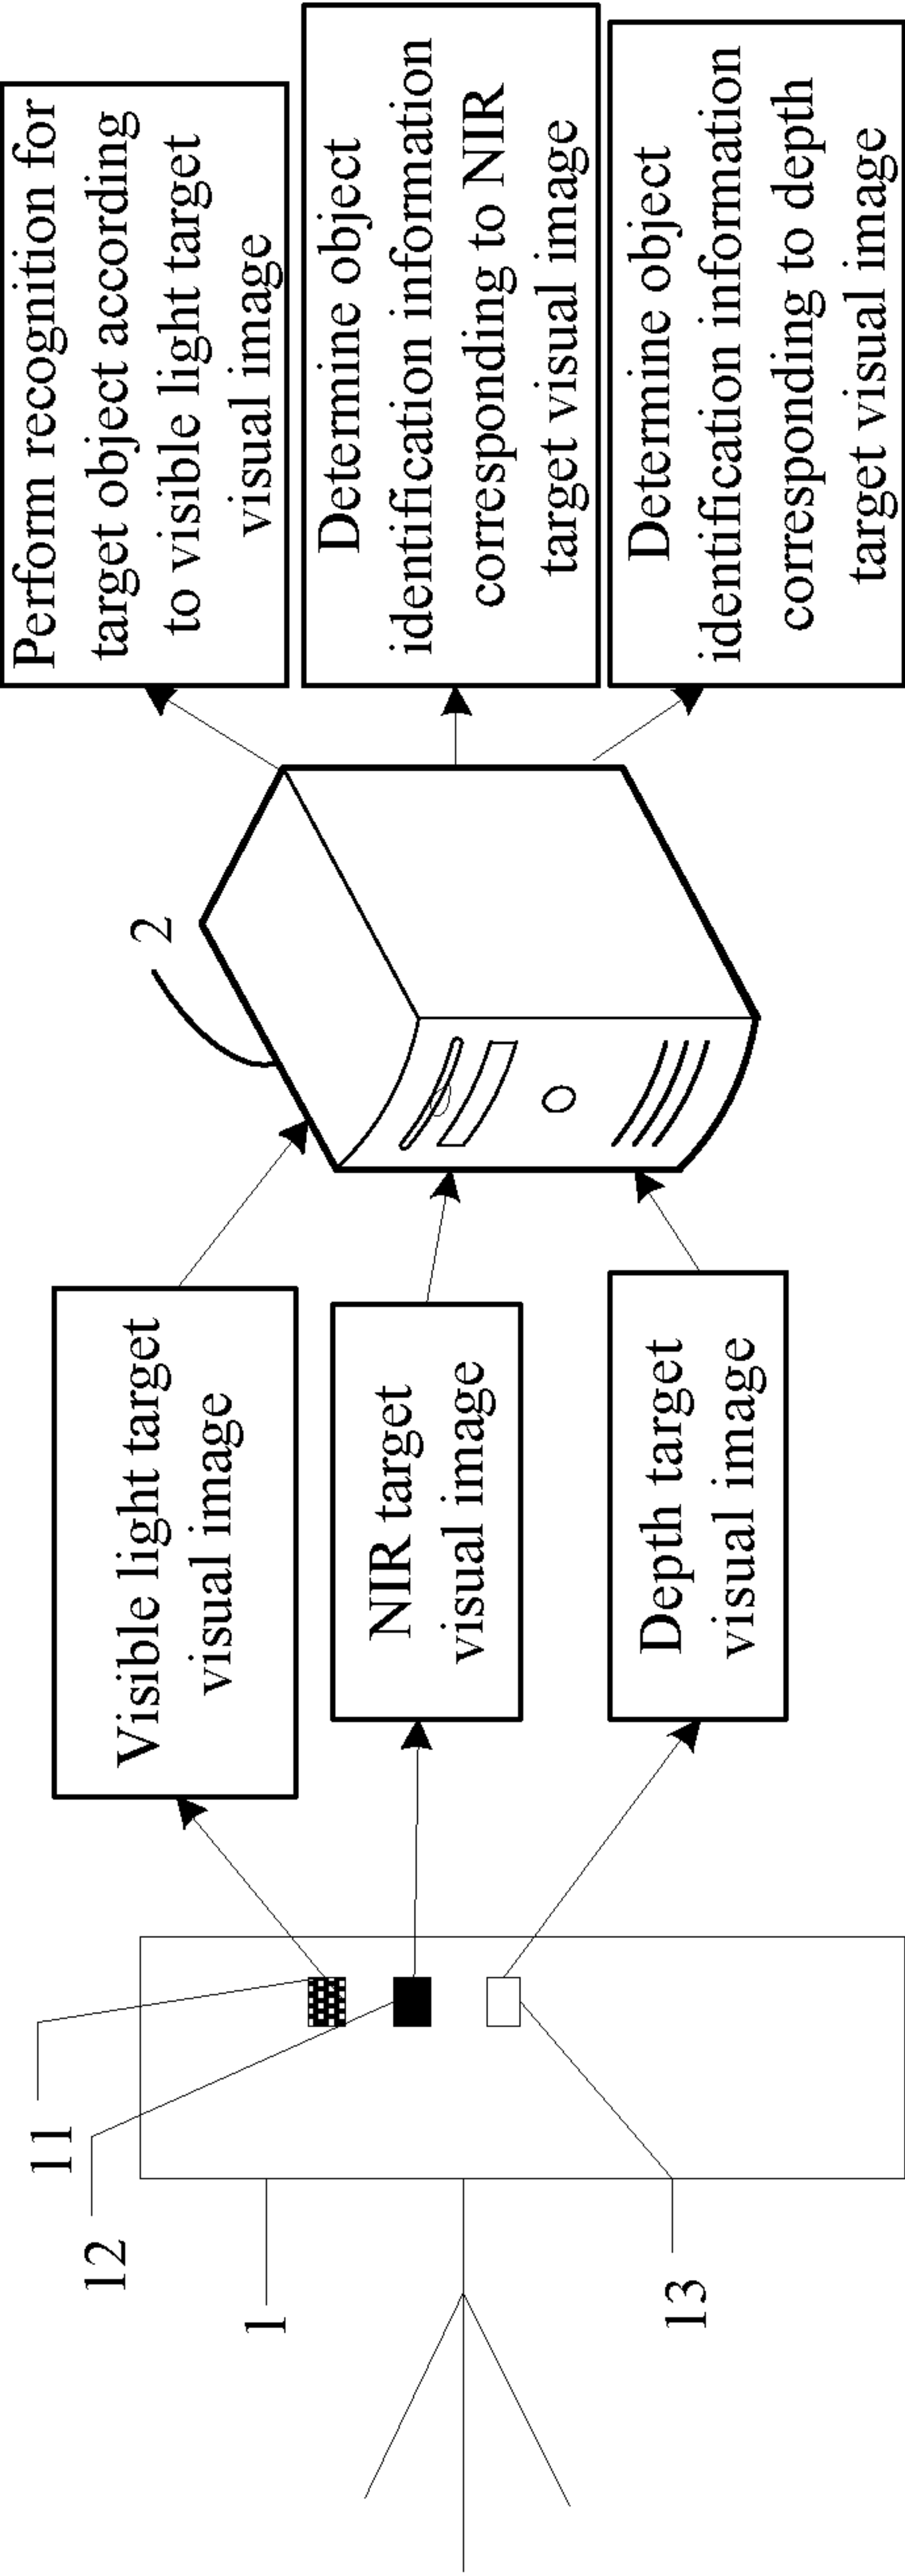 11
12
1
13
Visible light target
visual image
NIR target
visual image
Depth target
visual image
2
Perform recognition for
target object according
to visible light target
visual image
Determine object
identification information
corresponding to NIR
target visual image
Determine object
identification information
corresponding to depth
target visual image